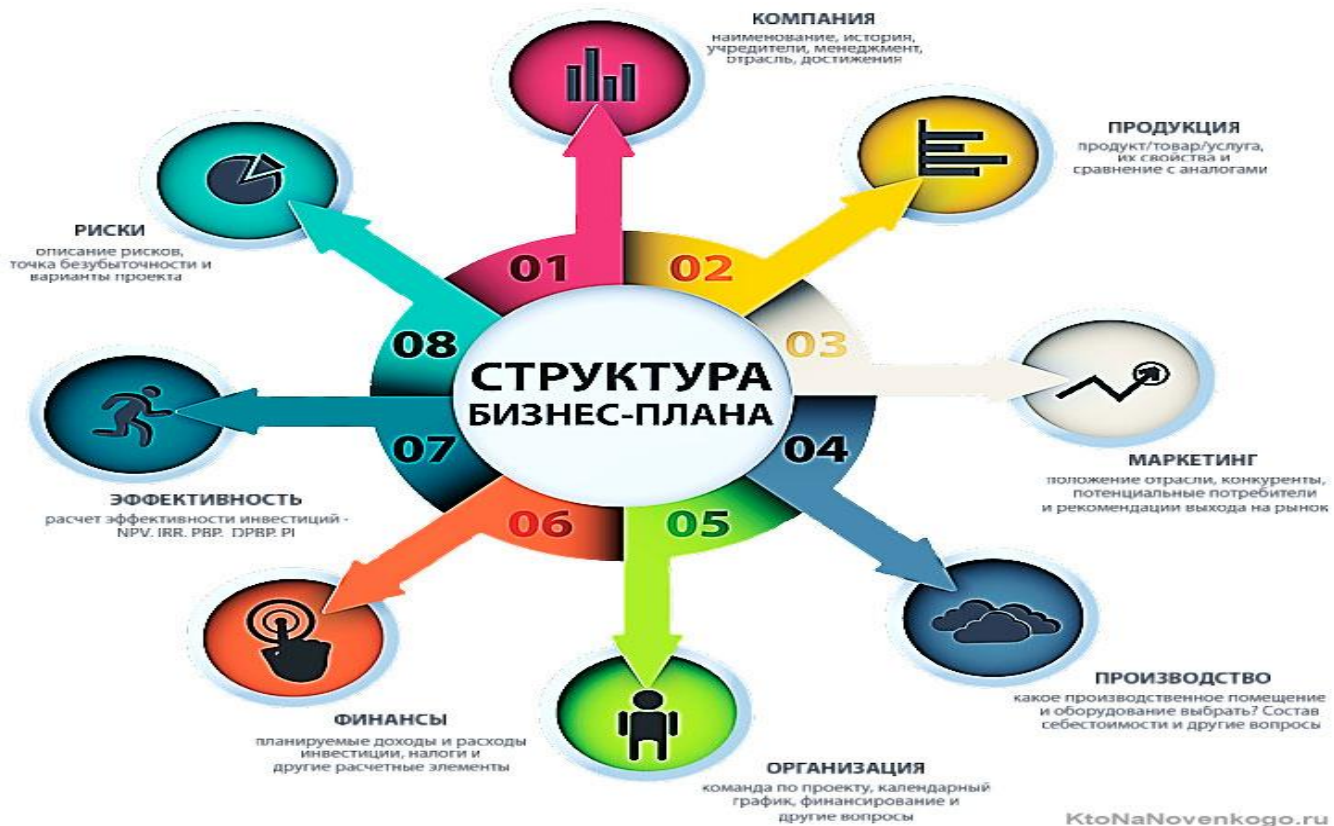 СТРУКТУРА
БИЗНЕС-ПЛАНА
01
КОМПАНИЯ
наименование, история,
учредители, менеджмент,
отрасль, достижения
02
ПРОДУКЦИЯ
продукт/товар/услуга,
их свойства и
сравнение с аналогами
03
МАРКЕТИНГ
положение отрасли, конкуренты,
потенциальные потребители
и рекомендации выхода на рынок
04
ПРОИЗВОДСТВО
какое производственное помещение
и оборудование выбрать? Состав
себестоимости и другие вопросы
05
ОРГАНИЗАЦИЯ
команда по проекту, календарный
график, финансирование и
другие вопросы
06
ФИНАНСЫ
планируемые доходы и расходы
инвестиции, налоги и
другие расчетные элементы
07
ЭФФЕКТИВНОСТЬ
расчет эффективности инвестиций -
NPV, IRR, PBP, DPBP, PI
08
РИСКИ
описание рисков,
точка безубыточности и
варианты проекта
KtoNaNovenkogo.ru